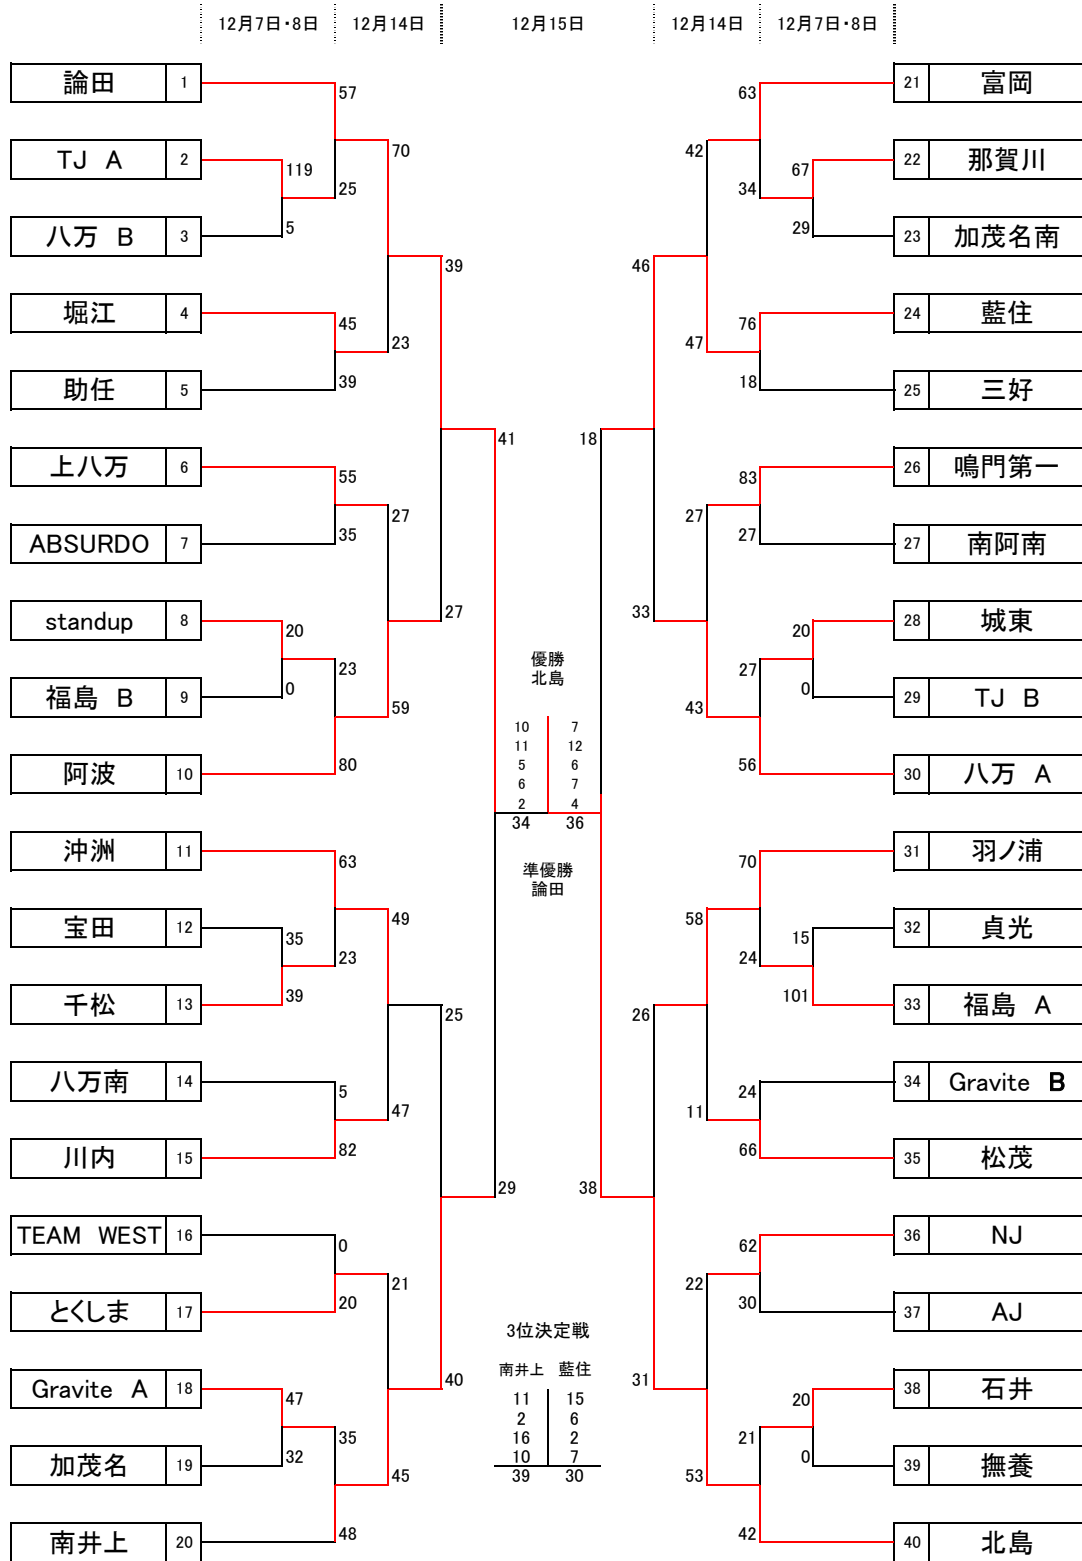 12月7日・8日 12月14日 12月15日 12月14日 12月7日・8日
論田 1 57 63 21 富岡
70 42
TJ A 2 119 25 34 67 22 那賀川
八万 B 3 5 29 23 加茂名南
39 46
堀江 4 45 23 47 76 24 藍住
助任 5 39 18 25 三好
41 18
上八万 6 55 83 26 鳴門第一
27 27
ABSURDO 7 35 27 27 南阿南
27 33
standup 8 20 23 27 20 28 城東
福島 B 9 0 0 29 TJ B
59 43
阿波 10 80 56 30 八万 A
優勝
北島
10 7
11 12
5 6
6 7
2 4
34 36
準優勝
論田
沖洲 11 63 70 31 羽ノ浦
49 58
宝田 12 35 23 24 15 32 貞光
千松 13 39 101 33 福島 A
25 26
八万南 14 5 24 34 Gravite B
47 11
川内 15 82 66 35 松茂
29 38
TEAM WEST 16 0 62 36 NJ
21 22
とくしま 17 20 30 37 AJ
40 31
Gravite A 18 47 35 21 20 38 石井
加茂名 19 32 0 39 撫養
45 53
南井上 20 48 42 40 北島
3位決定戦
南井上 藍住
11 15
2 6
16 2
10 7
39 30